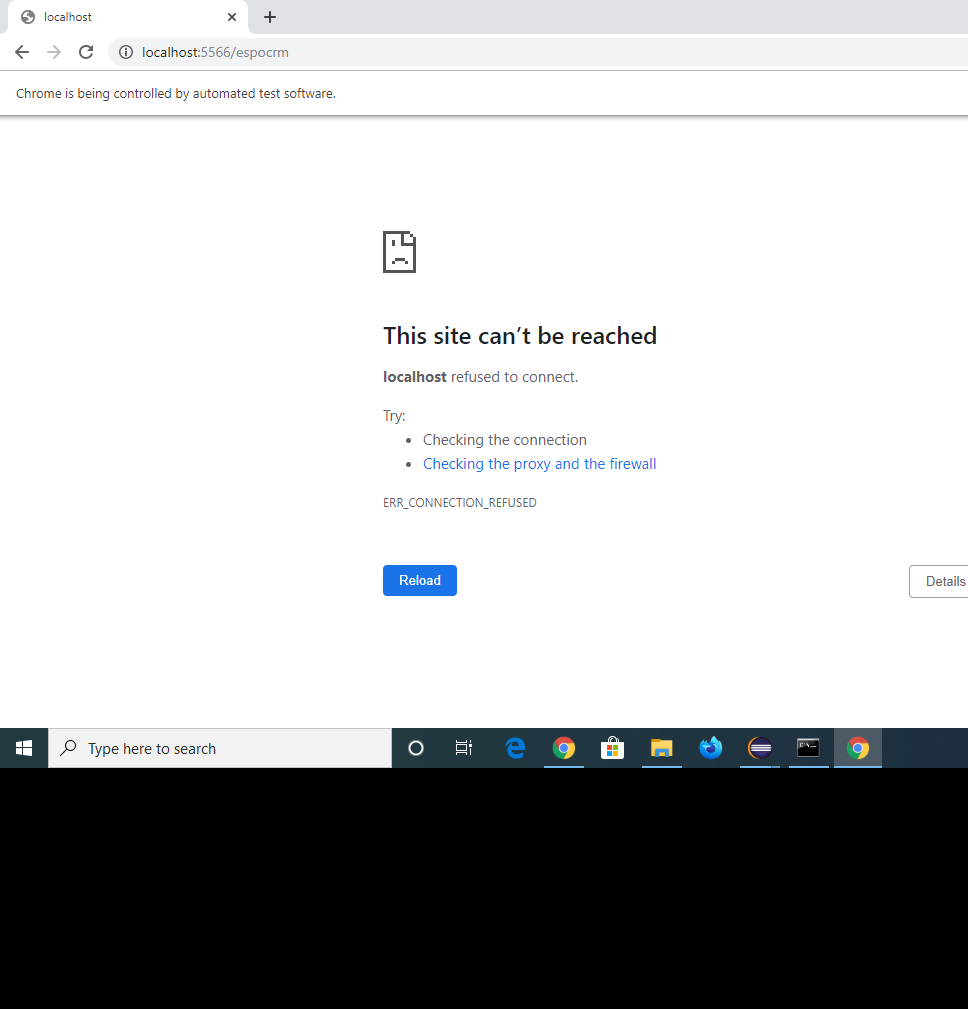 localhost
localhost:5566/espocrm
Chrome is being controlled by automated test software.
This site can’t be reached
localhost refused to connect.
Try:
Checking the connection
Checking the proxy and the firewall
ERR_CONNECTION_REFUSED
Reload
Details
Type here to search